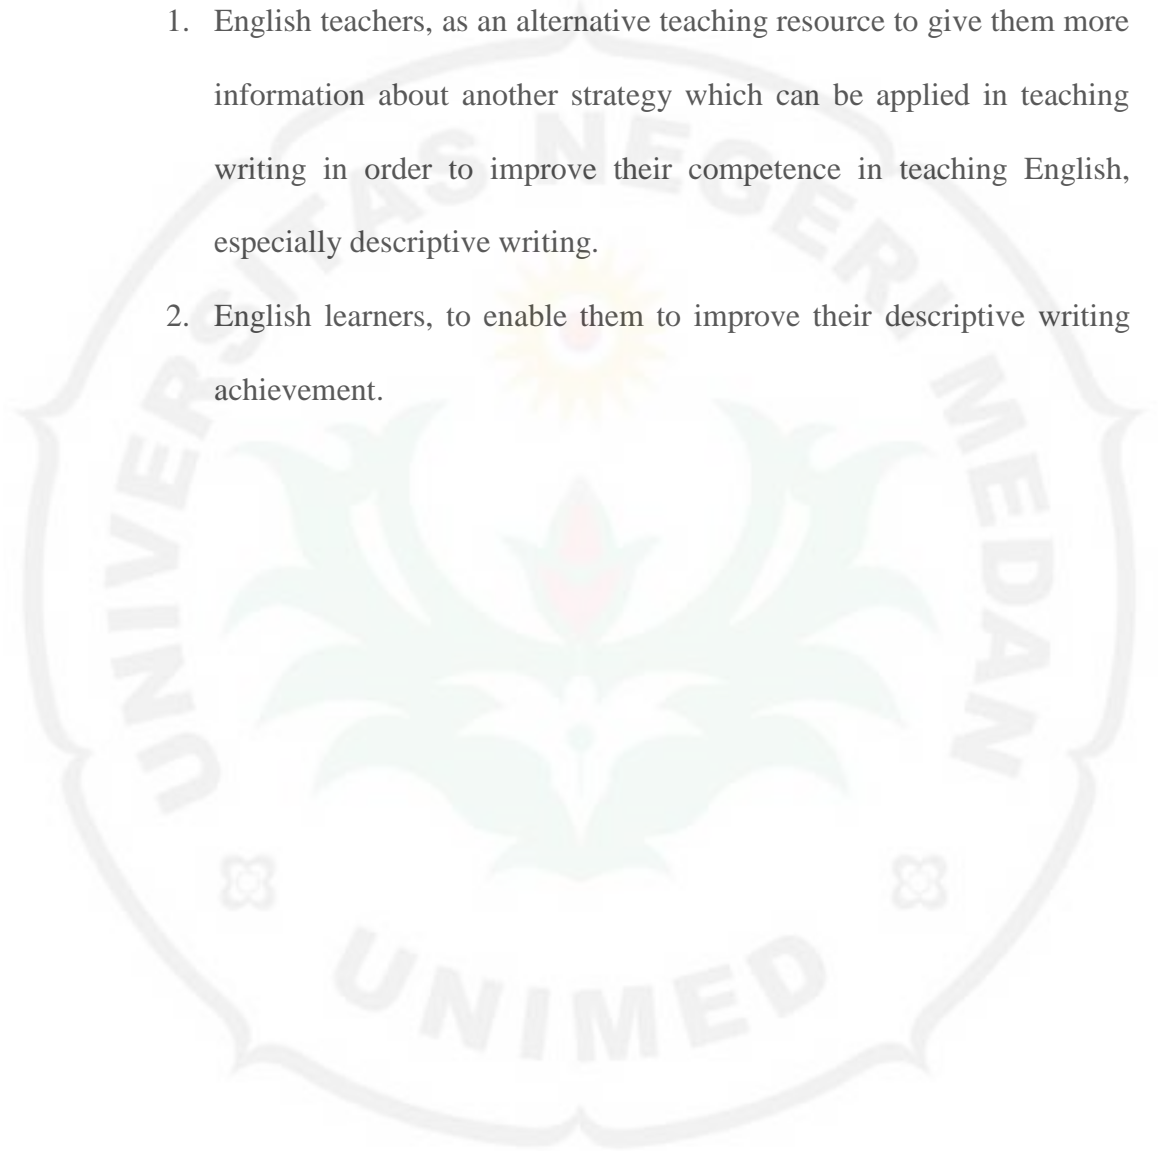 1. English teachers, as an alternative teaching resource to give them more
information about another strategy which can be applied in teaching
writing in order to improve their competence in teaching English,
especially descriptive writing.
2. English learners, to enable them to improve their descriptive writing
achievement.
UNIVERSITAS NEGERI MEDAN
UNIMED